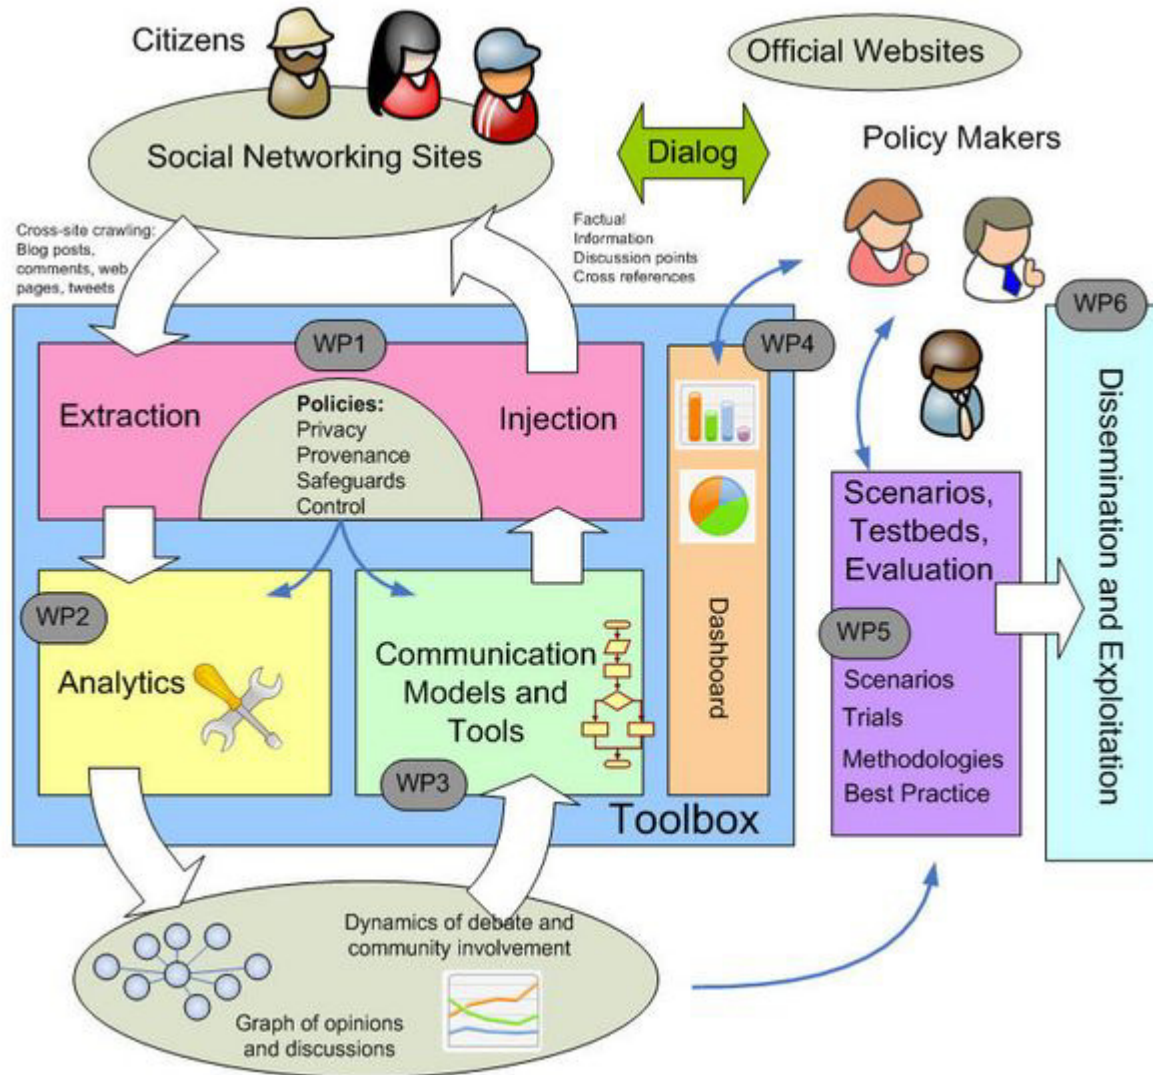 Citizens
Official Websites
Social Networking Sites
Dialog
Policy Makers
Cross-site crawling:
Blog posts,
comments, web
pages, tweets
Factual
Information
Discussion points
Cross references
WP1
WP4
WP6
Extraction
Policies:
Privacy
Provenance
Safeguards
Control
Injection
Dashboard
WP2
Analytics
Communication
Models and
Tools
WP3
Toolbox
Scenarios,
Testbeds,
Evaluation
WP5
Scenarios
Trials
Methodologies
Best Practice
Dissemination and Exploitation
Dynamics of debate and
community involvement
Graph of opinions
and discussions